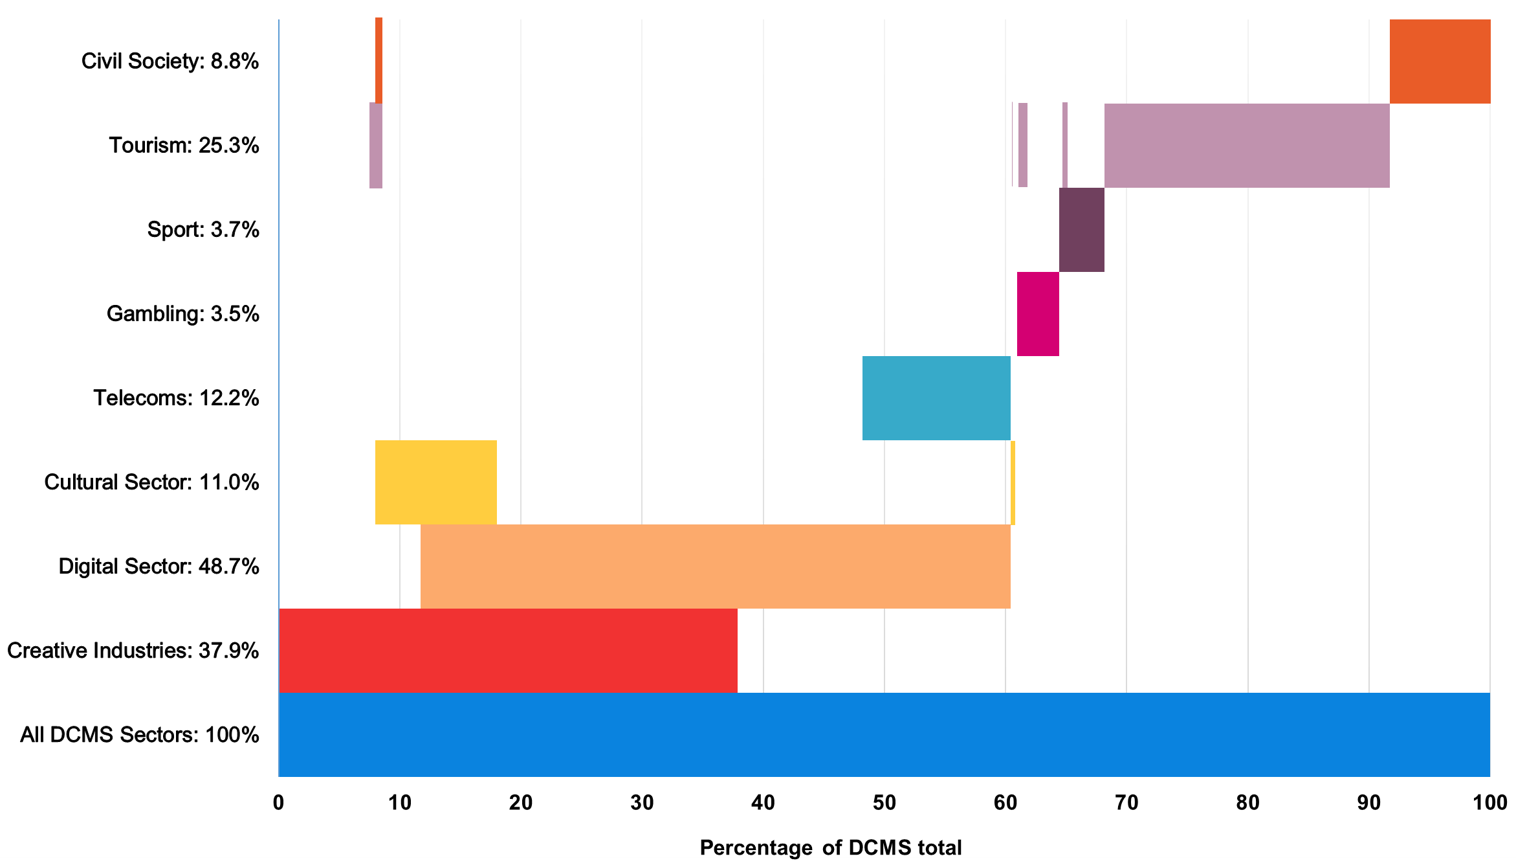 Civil Society: 8.8%
Tourism: 25.3%
Sport: 3.7%
Gambling: 3.5%
Telecoms: 12.2%
Cultural Sector: 11.0%
Digital Sector: 48.7%
Creative Industries: 37.9%
All DCMS Sectors: 100%
0 10 20 30 40 50 60 70 80 90 100
Percentage of DCMS total